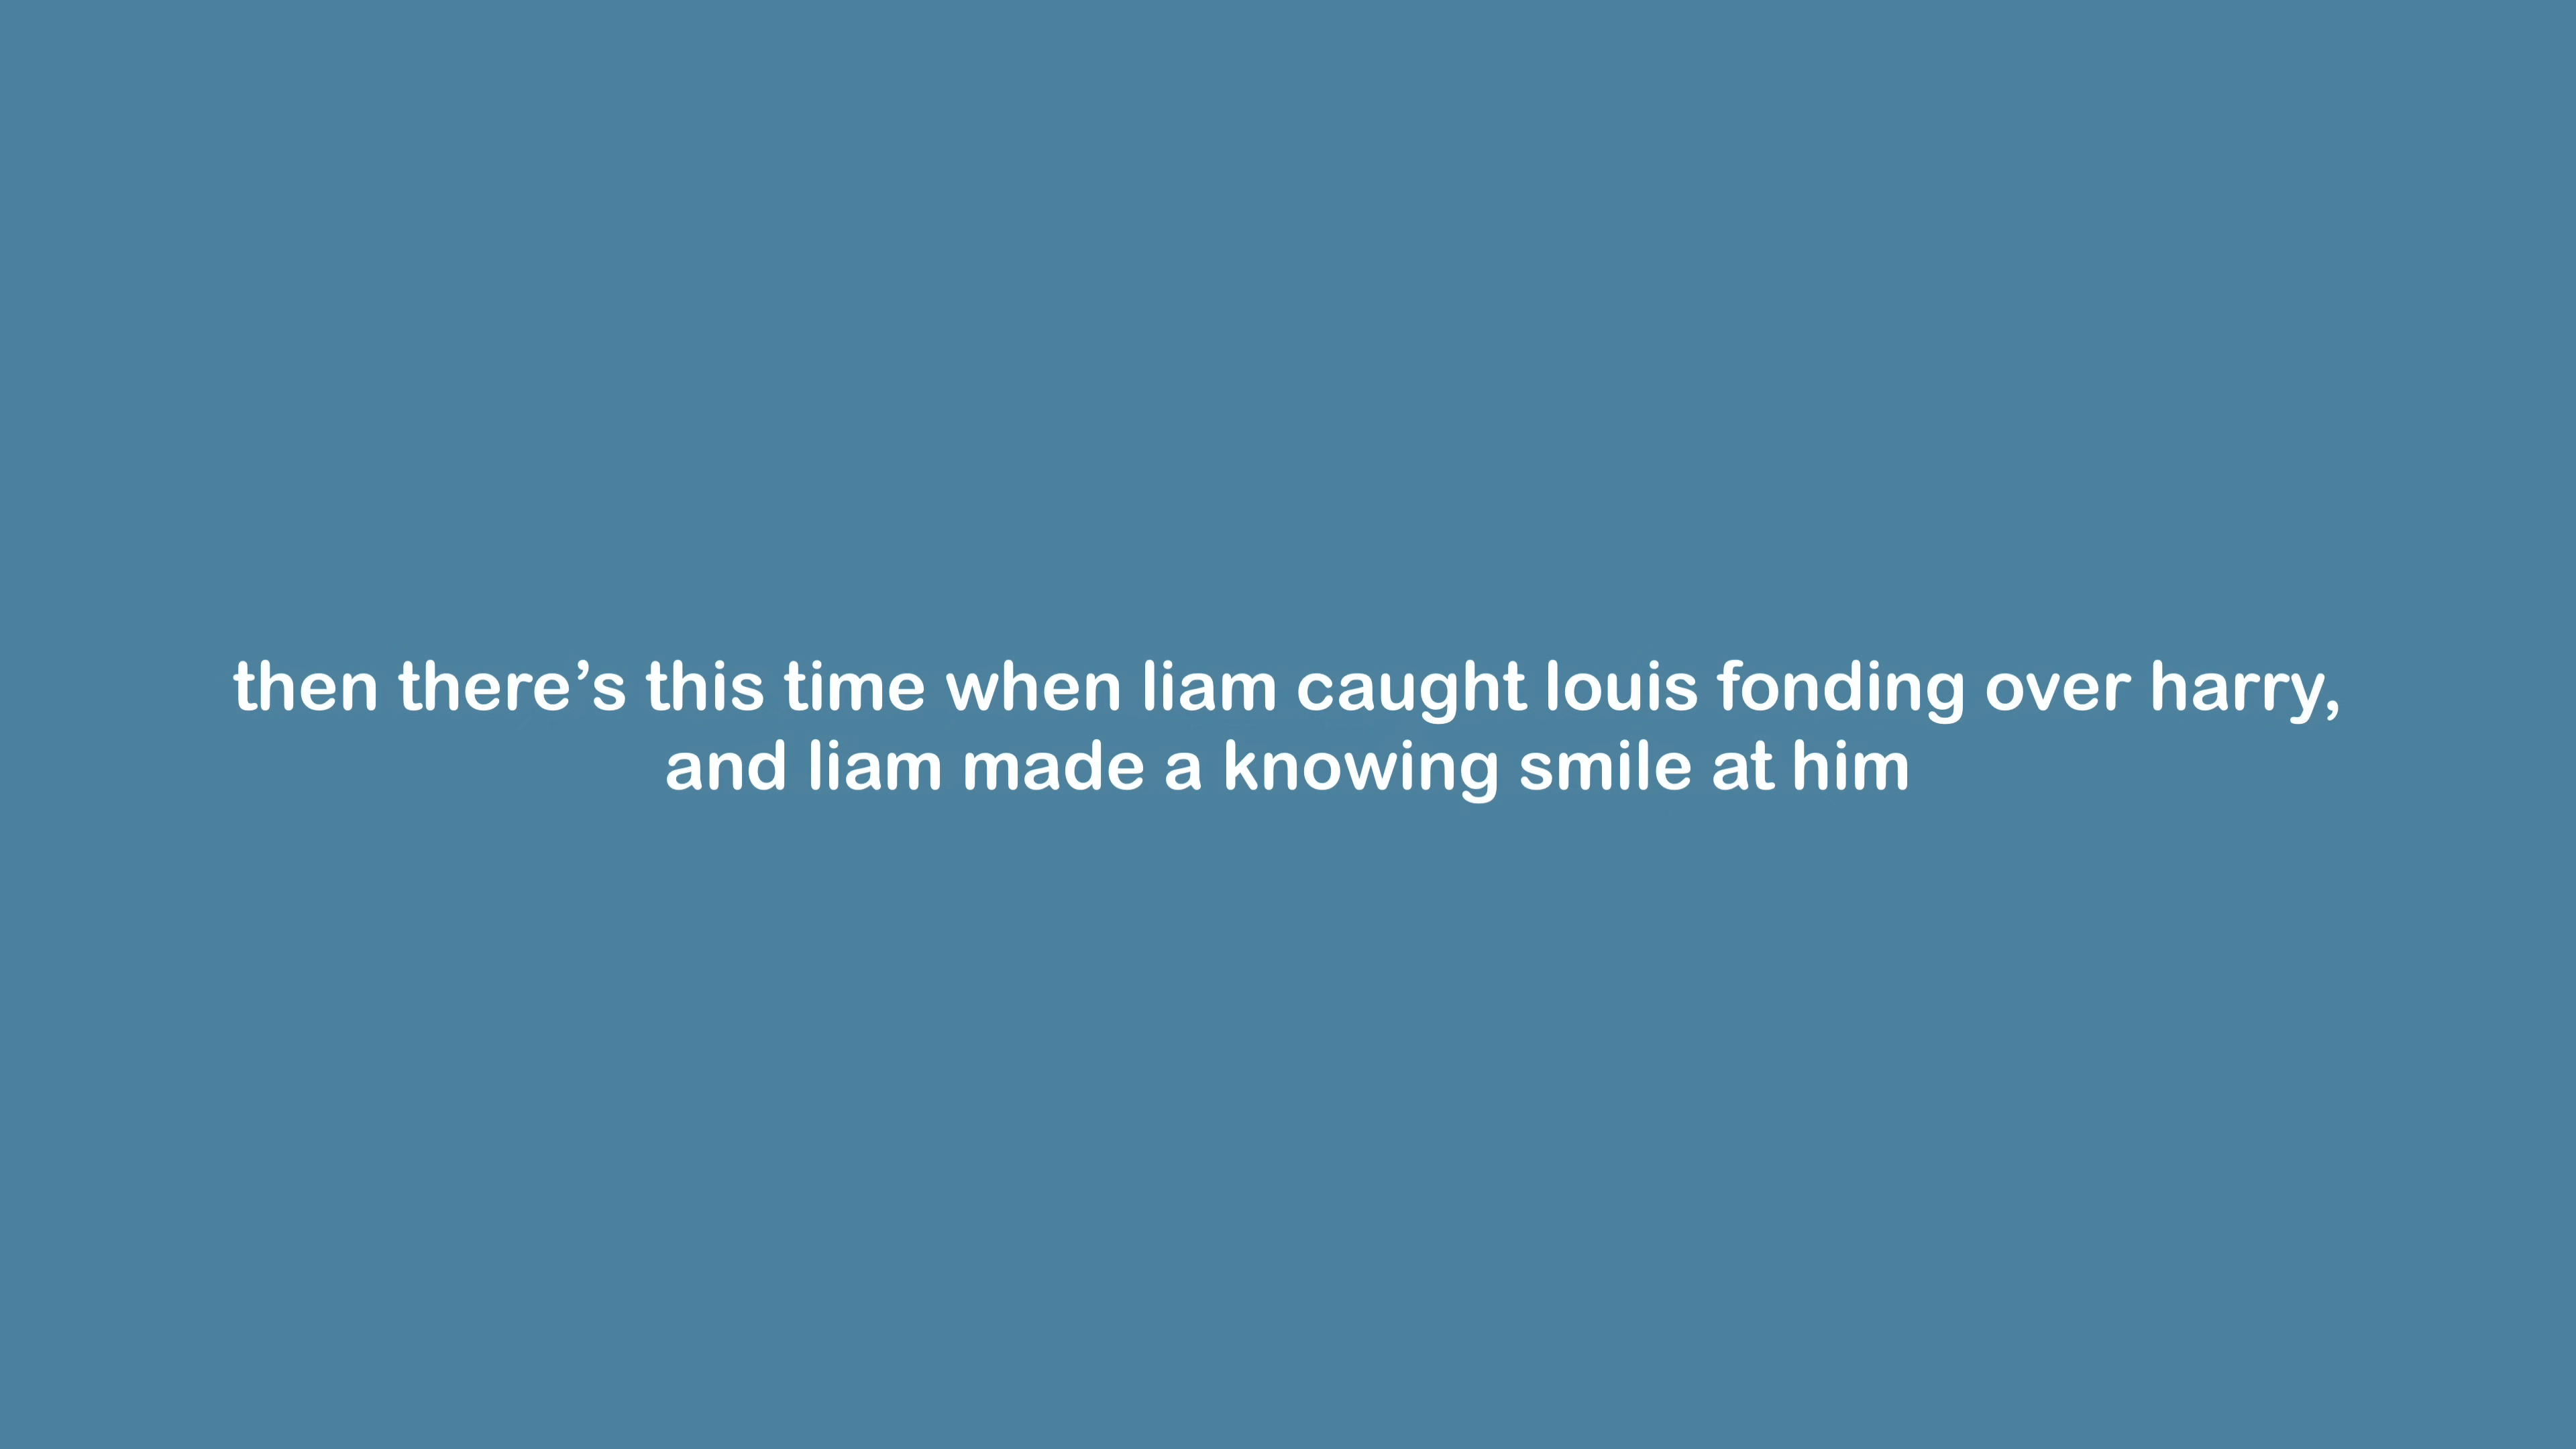 then there’s this time when liam caught louis fonding over harry,
and liam made a knowing smile at him